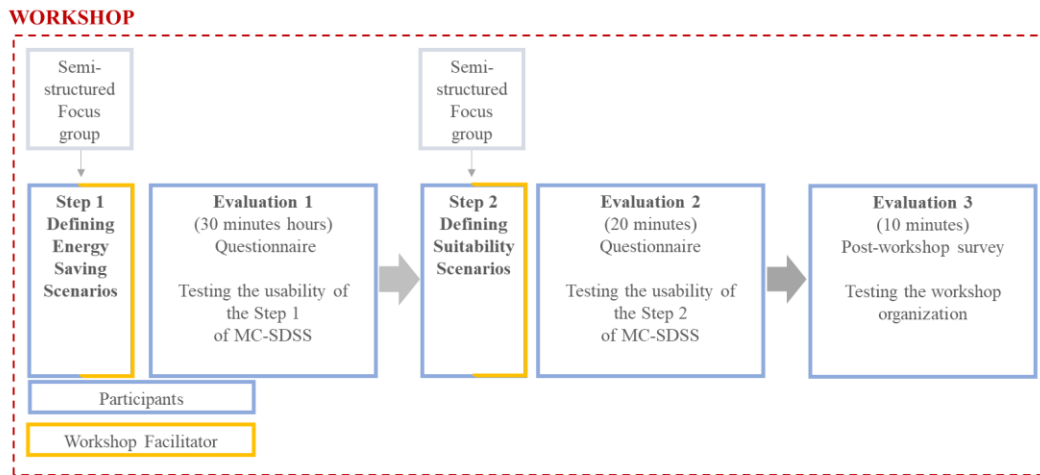 WORKSHOP
Semi-
structured
Focus
group
Semi-
structured
Focus
group
Step 1
Defining
Energy
Saving
Scenarios
Evaluation 1
(30 minutes hours)
Questionnaire
Testing the usability of
the Step 1
of MC-SDSS
Step 2
Defining
Suitability
Scenarios
Evaluation 2
(20 minutes)
Questionnaire
Testing the usability of
the Step 2
of MC-SDSS
Evaluation 3
(10 minutes)
Post-workshop survey
Testing the workshop
organization
Participants
Workshop Facilitator